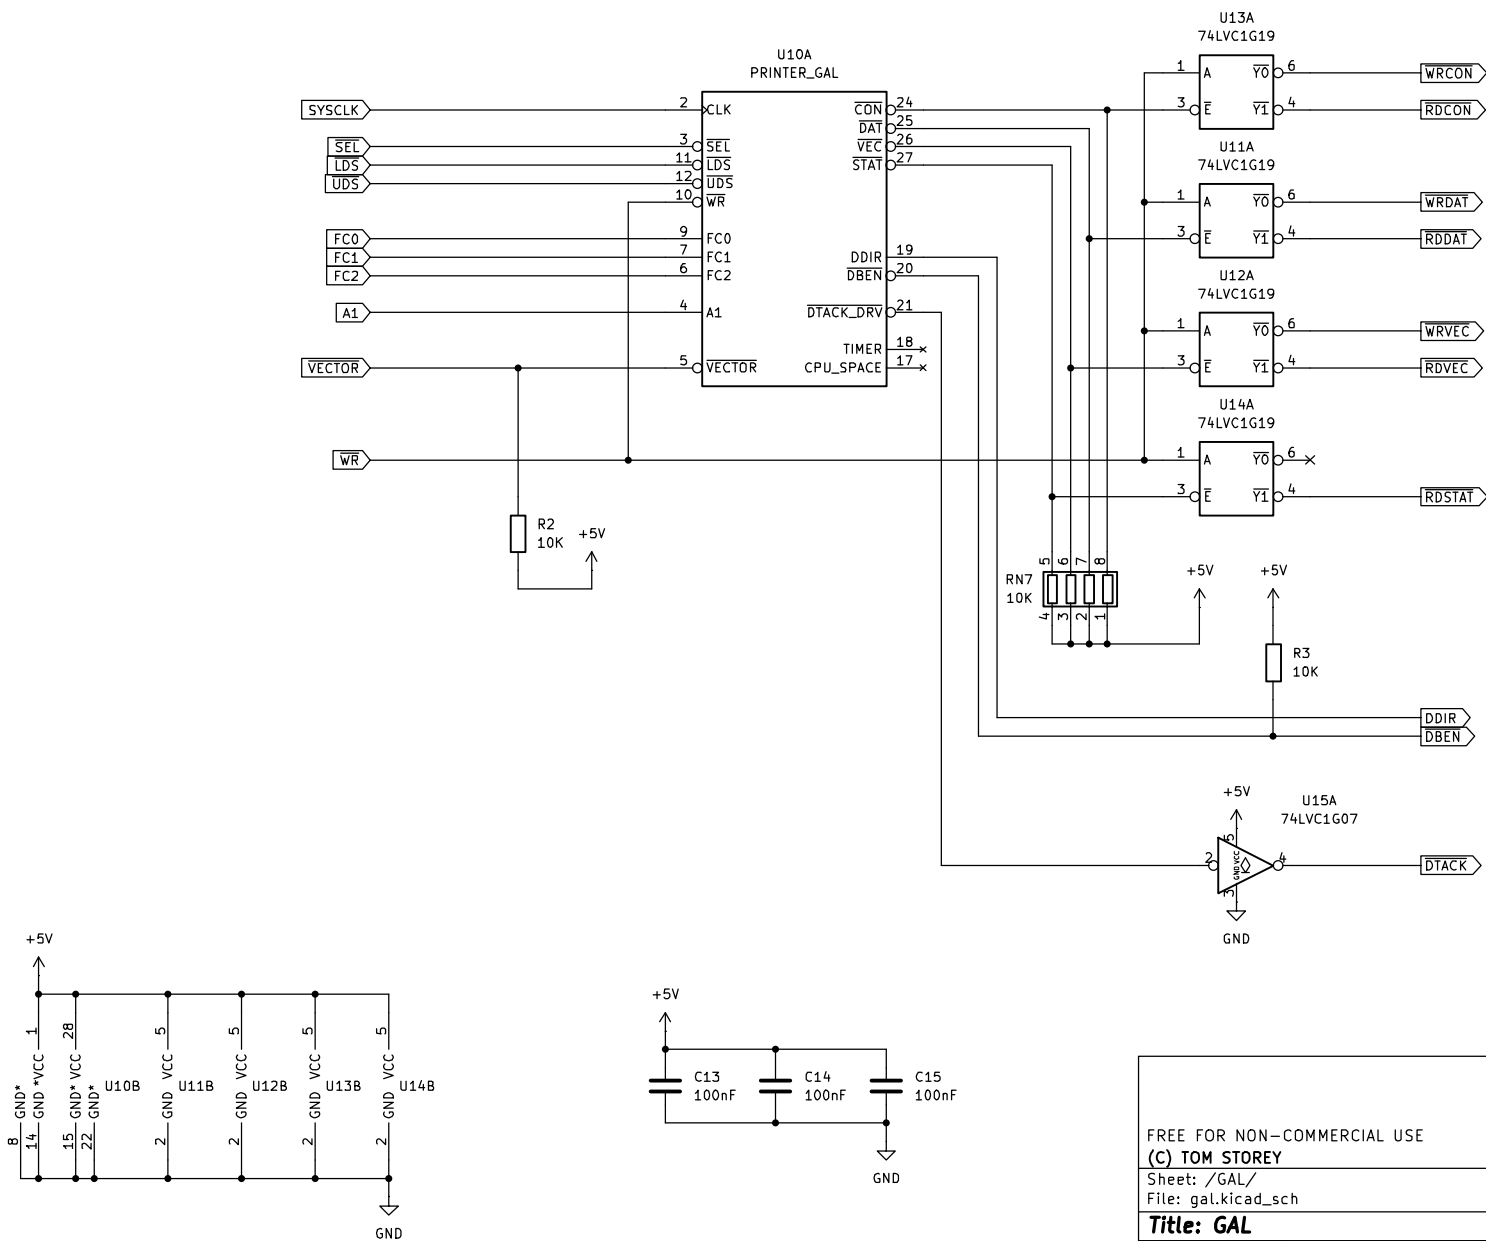 U13A
74LVC1G19
1 A Y0 6 WRCON
3 E Y1 4 RDCON
U10A
PRINTER_GAL
SYSCLK 2 CLK
SEL 3 SEL
LDS 11 LDS
UDS 12 UDS
10 WR
FC0 9 FC0
FC1 7 FC1
FC2 6 FC2
A1 4 A1
VECTOR 5 VECTOR
WR
CON 24
DAT 25
VEC 26
STAT 27
DDIR 19
DBEN 20
DTACK_DRV 21
TIMER 18
CPU_SPACE 17
U11A
74LVC1G19
1 A Y0 6 WRDAT
3 E Y1 4 RDDAT
U12A
74LVC1G19
1 A Y0 6 WRVEC
3 E Y1 4 RDVEC
U14A
74LVC1G19
1 A Y0 6
3 E Y1 4 RDSTAT
R2
10K
+5V
5 6 7 8
RN7
10K
4 3 2 1
+5V
+5V
R3
10K
DDIR
DBEN
+5V
U15A
74LVC1G07
2 5 VCC GND 3 4
DTACK
GND
+5V
1 28 5 5 5 5
GND* GND *VCC GND* VCC GND* U10B
GND VCC U11B
GND VCC U12B
GND VCC U13B
GND VCC U14B
8 14 15 22 2 2 2 2
GND
+5V
C13
100nF
C14
100nF
C15
100nF
GND
FREE FOR NON-COMMERCIAL USE
(C) TOM STOREY
Sheet: /GAL/
File: gal.kicad_sch
Title: GAL